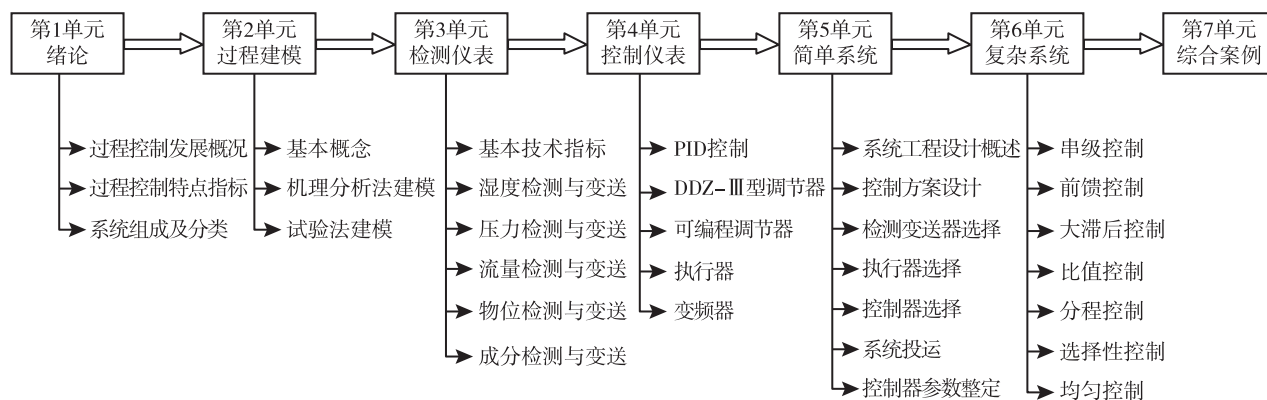 第1单元
绪论
过程控制发展概况
过程控制特点指标
系统组成及分类
第2单元
过程建模
基本概念
机理分析法建模
试验法建模
第3单元
检测仪表
基本技术指标
湿度检测与变送
压力检测与变送
流量检测与变送
物位检测与变送
成分检测与变送
第4单元
控制仪表
PID控制
DDZ-Ⅲ型调节器
可编程调节器
执行器
变频器
第5单元
简单系统
系统工程设计概述
控制方案设计
检测变送器选择
执行器选择
控制器选择
系统投运
控制器参数整定
第6单元
复杂系统
串级控制
前馈控制
大滞后控制
比值控制
分程控制
选择性控制
均匀控制
第7单元
综合案例